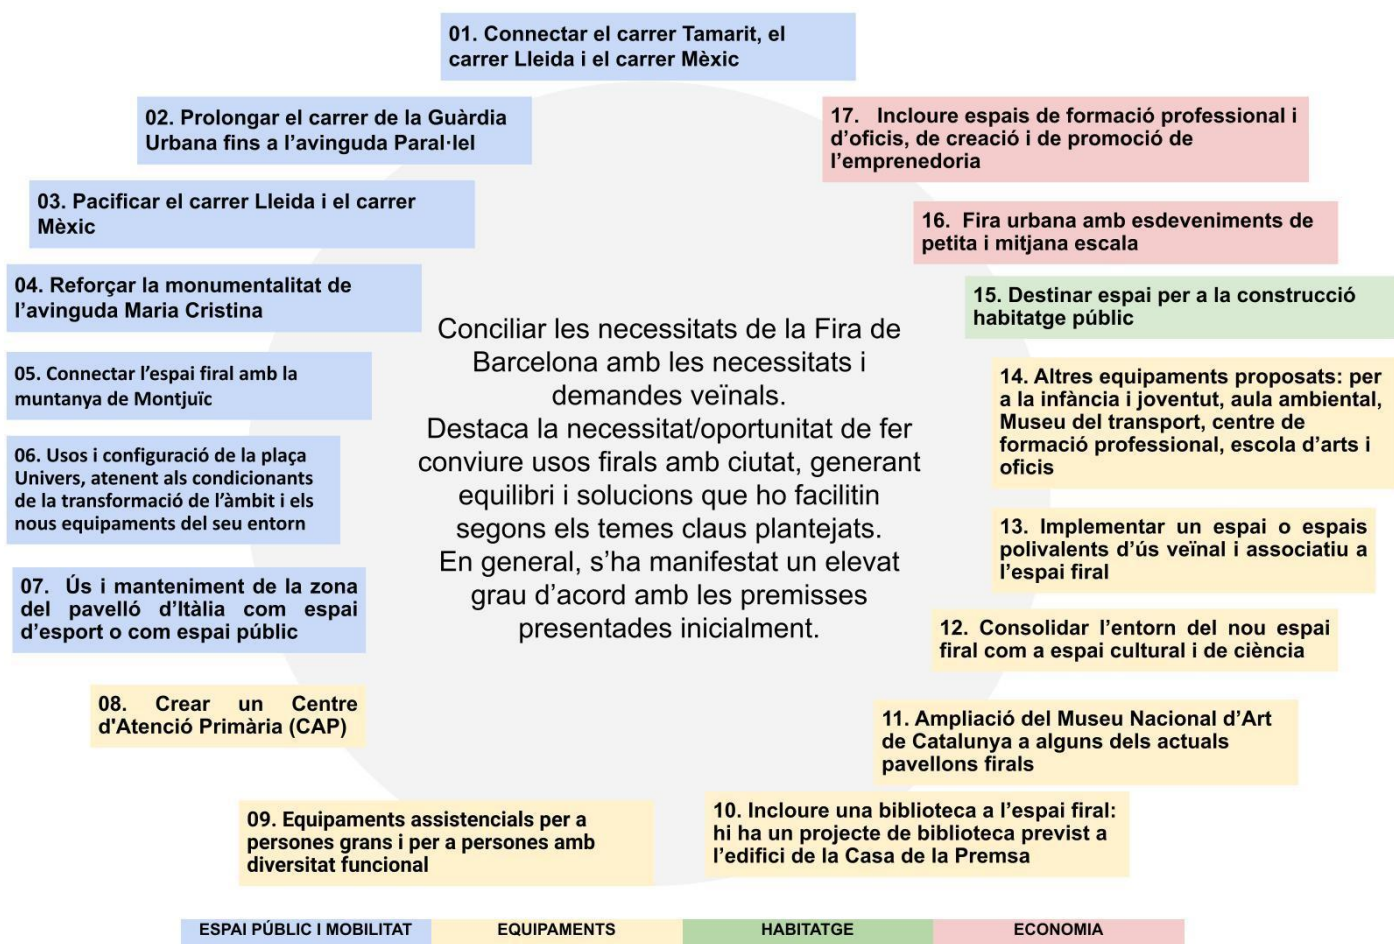 01. Connectar el carrer Tamarit, el
carrer Lleida i el carrer Mèxic
02. Prolongar el carrer de la Guàrdia
Urbana fins a l’avinguda Paral·lel
03. Pacificar el carrer Lleida i el carrer
Mèxic
04. Reforçar la monumentalitat de
l’avinguda Maria Cristina
05. Connectar l’espai firal amb la
muntanya de Montjuïc
06. Usos i configuració de la plaça
Univers, atenent als condicionants
de la transformació de l’àmbit i els
nous equipaments del seu entorn
07. Ús i manteniment de la zona
del pavelló d’Itàlia com espai
d’esport o com espai públic
08. Crear un Centre
d'Atenció Primària (CAP)
09. Equipaments assistencials per a
persones grans i per a persones amb
diversitat funcional
10. Incloure una biblioteca a l’espai firal:
hi ha un projecte de biblioteca previst a
l’edifici de la Casa de la Premsa
11. Ampliació del Museu Nacional d’Art
de Catalunya a alguns dels actuals
pavellons firals
12. Consolidar l’entorn del nou espai
firal com a espai cultural i de ciència
13. Implementar un espai o espais
polivalents d’ús veïnal i associatiu a
l’espai firal
14. Altres equipaments proposats: per
a la infància i joventut, aula ambiental,
Museu del transport, centre de
formació professional, escola d’arts i
oficis
15. Destinar espai per a la construcció
habitatge públic
16. Fira urbana amb esdeveniments de
petita i mitjana escala
17. Incloure espais de formació professional i
d’oficis, de creació i de promoció de
l’emprenedoria
Conciliar les necessitats de la Fira de
Barcelona amb les necessitats i
demandes veïnals.
Destaca la necessitat/oportunitat de fer
conviure usos firals amb ciutat, generant
equilibri i solucions que ho facilitin
segons els temes claus plantejats.
En general, s’ha manifestat un elevat
grau d’acord amb les premisses
presentades inicialment.
ESPAI PÚBLIC I MOBILITAT
EQUIPAMENTS
HABITATGE
ECONOMIA